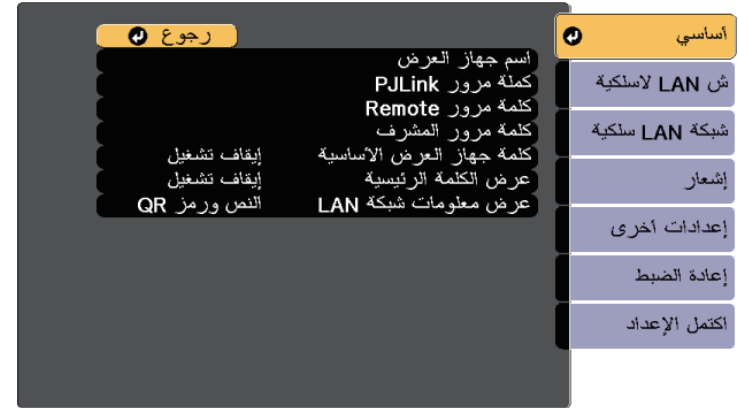 أساسي
ش LAN لاسلكية
شبكة LAN سلكية
إشعار
إعدادات أخرى
إعادة الضبط
اكتمل الإعداد
رجوع
اسم جهاز العرض
كملة مرور PJLink
كلمة مرور Remote
كلمة مرور المشرف
كلمة جهاز العرض الأساسية إيقاف تشغيل
عرض الكلمة الرئيسية إيقاف تشغيل
عرض معلومات شبكة LAN النص ورمز QR